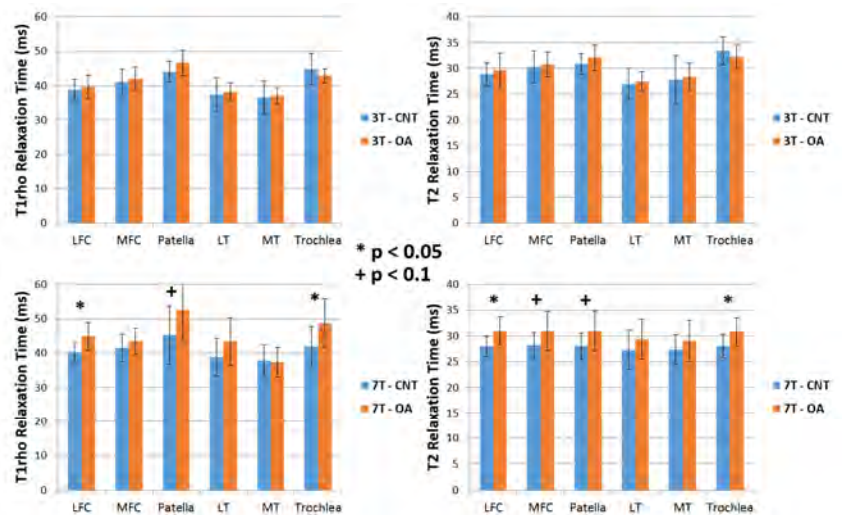 T1rho Relaxation Time (ms)
60
50
40
30
20
10
0
LFC MFC Patella LT MT Trochlea
3T - CNT
3T - OA
T2 Relaxation Time (ms)
40
35
30
25
20
15
10
5
0
LFC MFC Patella LT MT Trochlea
3T - CNT
3T - OA
* p < 0.05
+ p < 0.1
T1rho Relaxation Time (ms)
60
50
40
30
20
10
0
* + *
LFC MFC Patella LT MT Trochlea
7T - CNT
7T - OA
T2 Relaxation Time (ms)
40
35
30
25
20
15
10
5
0
* + + *
LFC MFC Patella LT MT Trochlea
7T - CNT
7T - OA